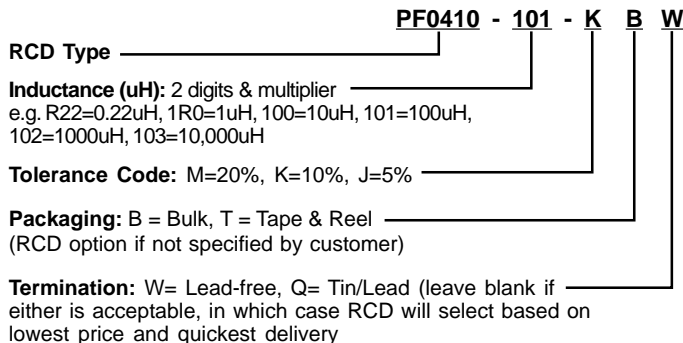 PF0410 - 101 - K B W
RCD Type
Inductance (uH): 2 digits & multiplier
e.g. R22=0.22uH, 1R0=1uH, 100=10uH, 101=100uH,
102=1000uH, 103=10,000uH
Tolerance Code: M=20%, K=10%, J=5%
Packaging: B = Bulk, T = Tape & Reel
(RCD option if not specified by customer)
Termination: W= Lead-free, Q= Tin/Lead (leave blank if
either is acceptable, in which case RCD will select based on
lowest price and quickest delivery